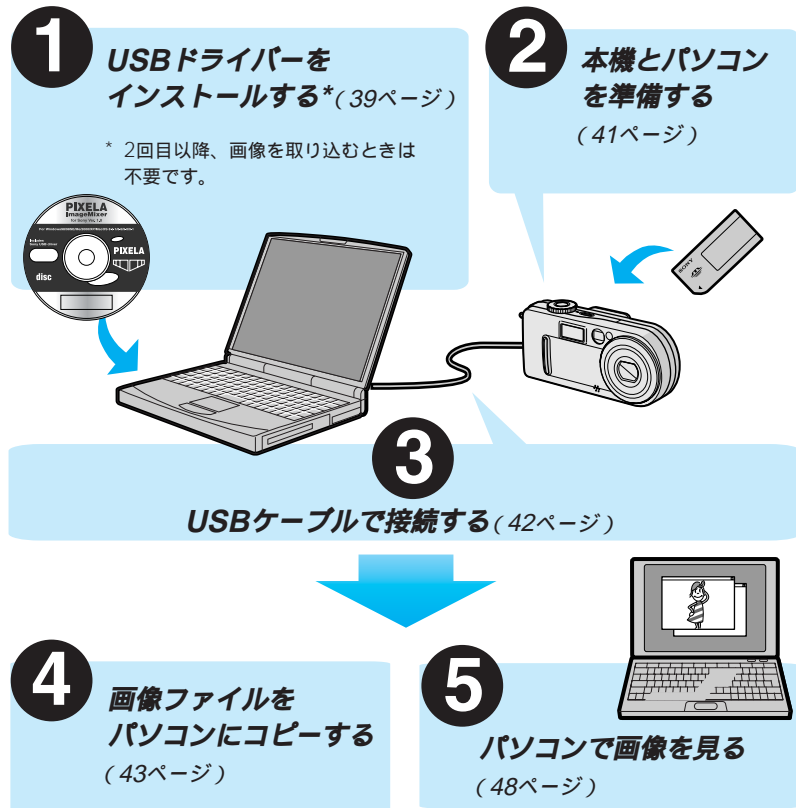 1
USBドライバーを
インストールする*(39ページ)
* 2回目以降、画像を取り込むときは
不要です。
2
本機とパソコン
を準備する
(41ページ)
PIXELA
ImageMixer
PIXELA
disc
SONY
3
USBケーブルで接続する(42ページ)
4
画像ファイルを
パソコンにコピーする
(43ページ)
5
パソコンで画像を見る
(48ページ)